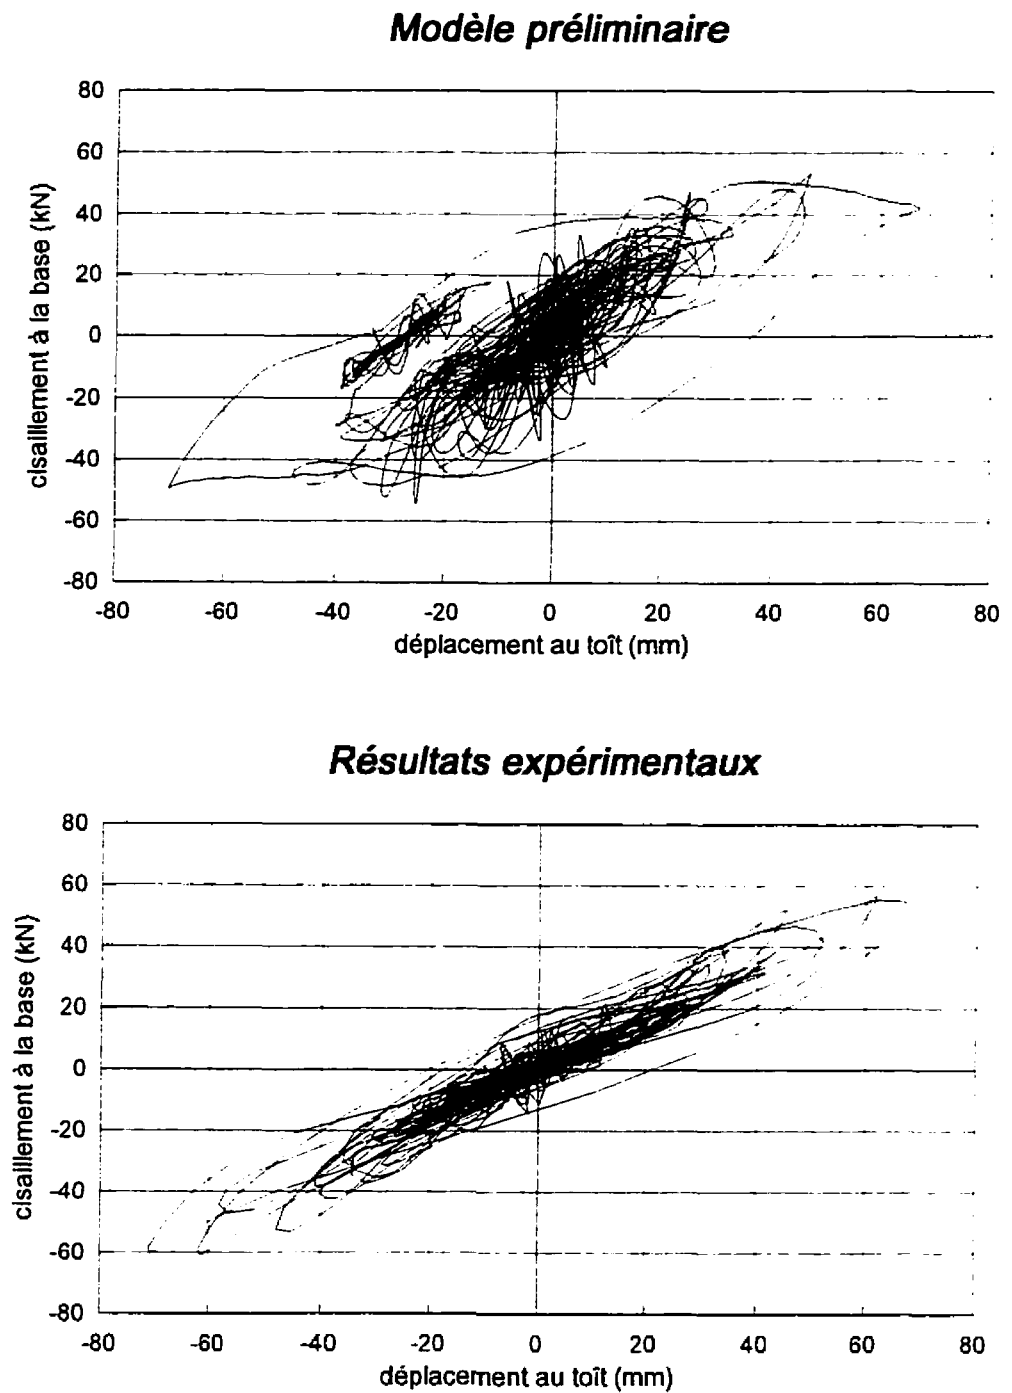 Modèle préliminaire
80
60
40
20
0
-20
-40
-60
-80
cisaillement à la base (kN)
-80 -60 -40 -20 0 20 40 60 80
déplacement au toît (mm)
Résultats expérimentaux
80
60
40
20
0
-20
-40
-60
-80
cisaillement à la base (kN)
-80 -60 -40 -20 0 20 40 60 80
déplacement au toît (mm)